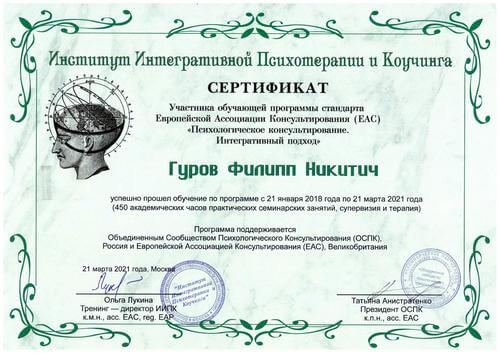 Институт Интегративной Психотерапии и Коучинга
СЕРТИФИКАТ
Участника обучающей программы стандарта
Европейской Ассоциации Консультирования (ЕАС)
«Психологическое консультирование.
Интегративный подход»
Гуров Филипп Никитич
успешно прошел обучение по программе с 21 января 2018 года по 21 марта 2021 года
(450 академических часов практических семинарских занятий, супервизия и терапия)
Программа поддерживается
Объединенным Сообществом Психологического Консультирования (ОСПК),
Россия и Европейской Ассоциацией Консультирования (ЕАС), Великобритания
21 марта 2021 года, Москва
"Институт
Интегративной
Психотерапии и
Коучинга"
Ольга Лукина
Тренинг — директор ИИПК
к.м.н., асс. ЕАС, reg. EAP
Татьяна Анистратенко
Президент ОСПК
к.п.н., асс. ЕАС